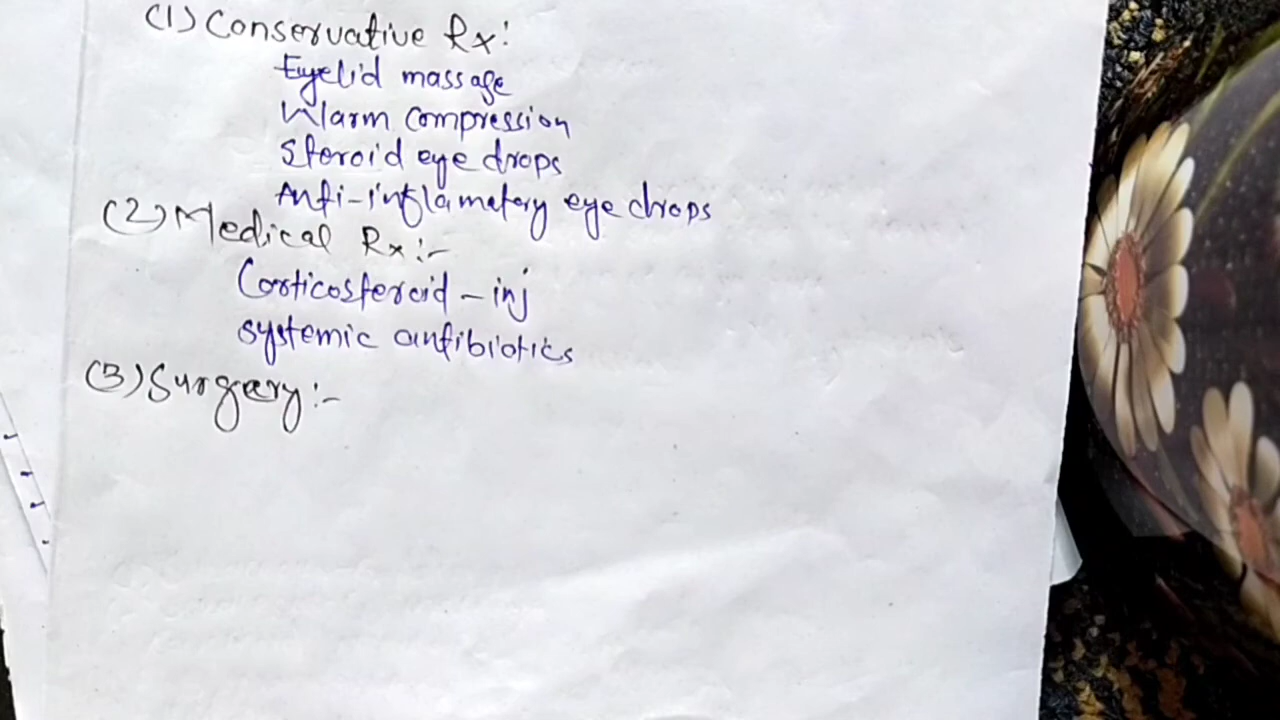 (1) Conservative Rx:
Eyelid massage
Warm compression
Steroid eye drops
Anti-inflamatory eye drops
(2) Medical Rx:-
Corticosteroid - inj
systemic antibiotics
(3) Surgery:-